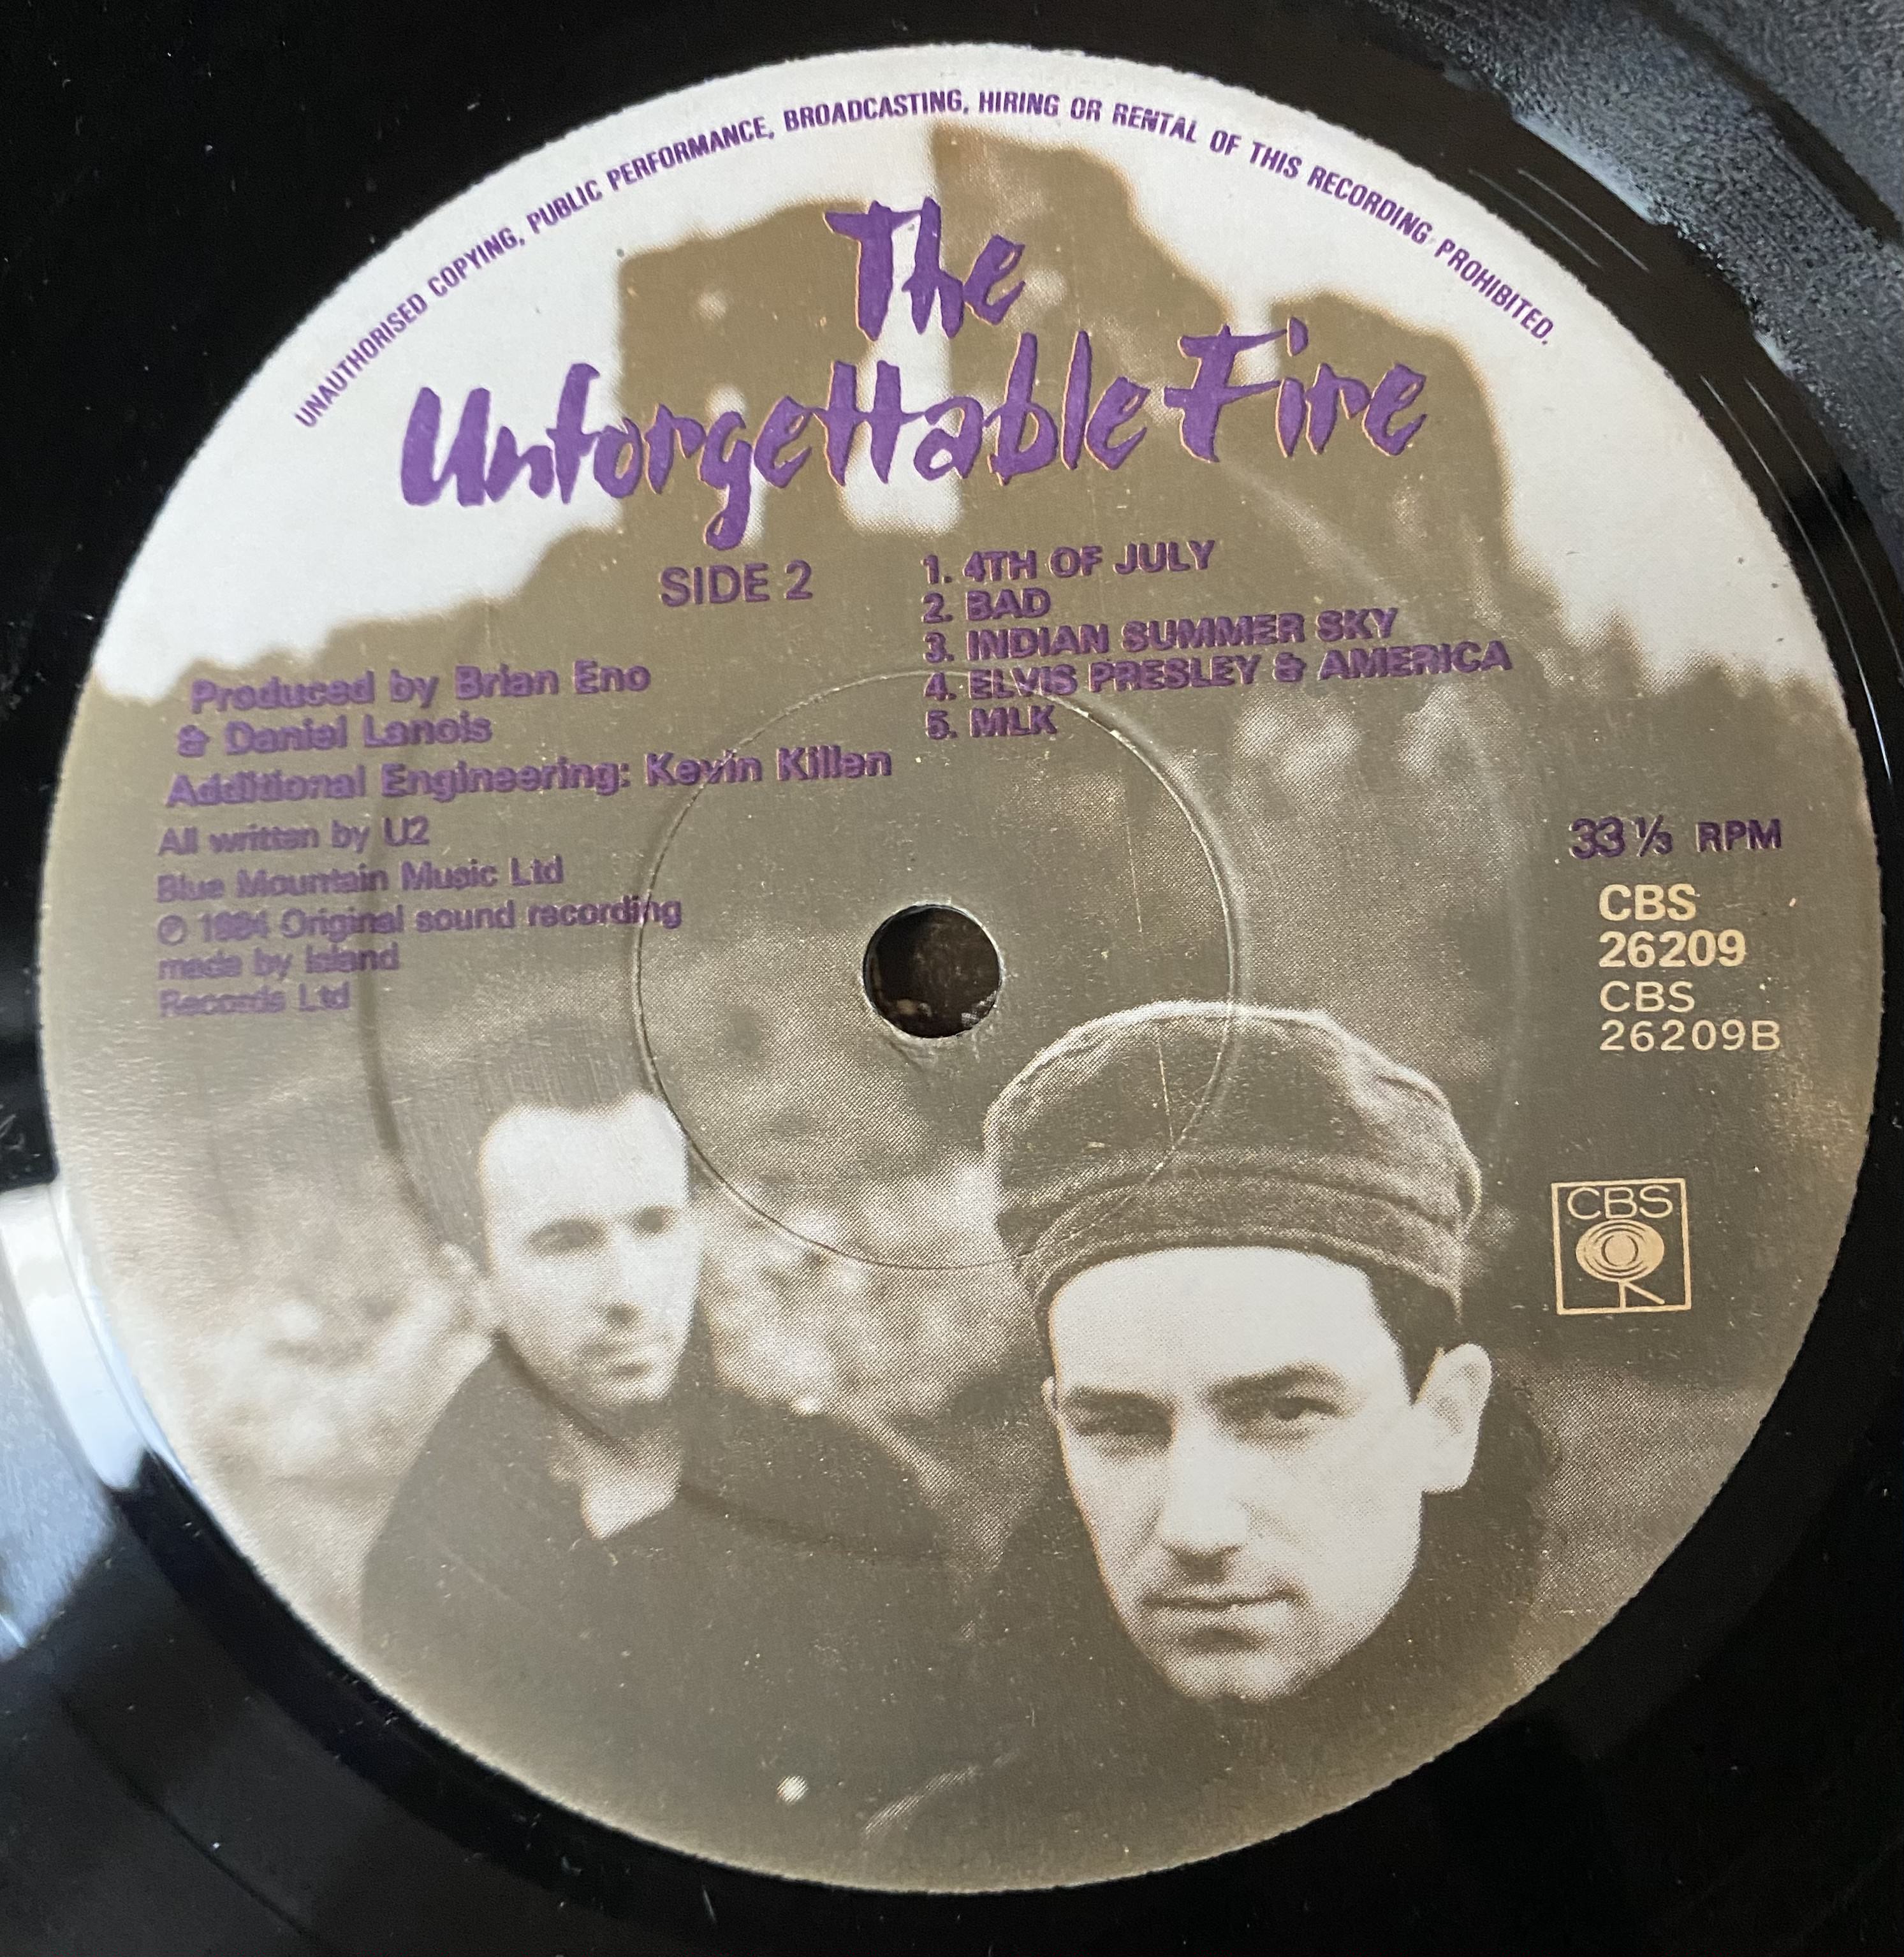 UNAUTHORISED COPYING, PUBLIC PERFORMANCE, BROADCASTING, HIRING OR RENTAL OF THIS RECORDING PROHIBITED.
The
Unforgettable Fire
SIDE 2
1. 4TH OF JULY
2. BAD
3. INDIAN SUMMER SKY
4. ELVIS PRESLEY & AMERICA
5. MLK
Produced by Brian Eno
& Daniel Lanois
Additional Engineering: Kevin Killen
All written by U2
Blue Mountain Music Ltd
℗ 1984 Original sound recording
made by Island
Records Ltd
33 ⅓ RPM
CBS
26209
CBS
26209B
CBS